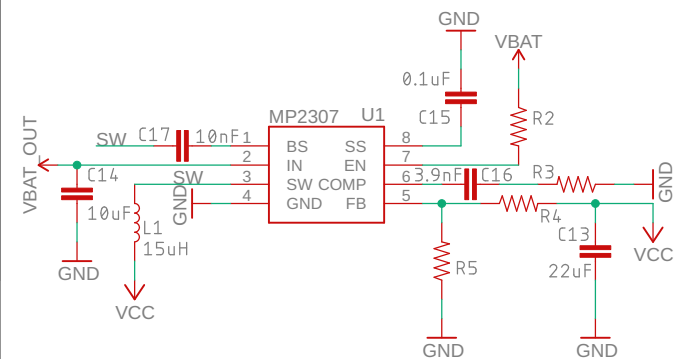 GND
VBAT
0.1uF
C15
R2
MP2307 U1
SW C17 10nF 1 BS SS 8
VBAT_OUT
2 IN EN 7
C14
SW 3 SW COMP 6 3.9nF C16 R3 GND
GND 4 GND FB 5
10uF
L1
15uH
R4
C13
VCC
GND
R5
22uF
VCC
GND
GND